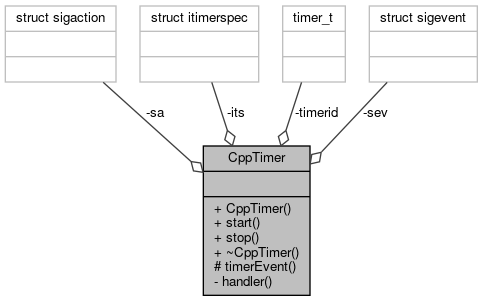 struct sigaction
struct itimerspec
timer_t
struct sigevent
-sa
-its
-timerid
-sev
CppTimer
+ CppTimer()
+ start()
+ stop()
+ ~CppTimer()
# timerEvent()
- handler()